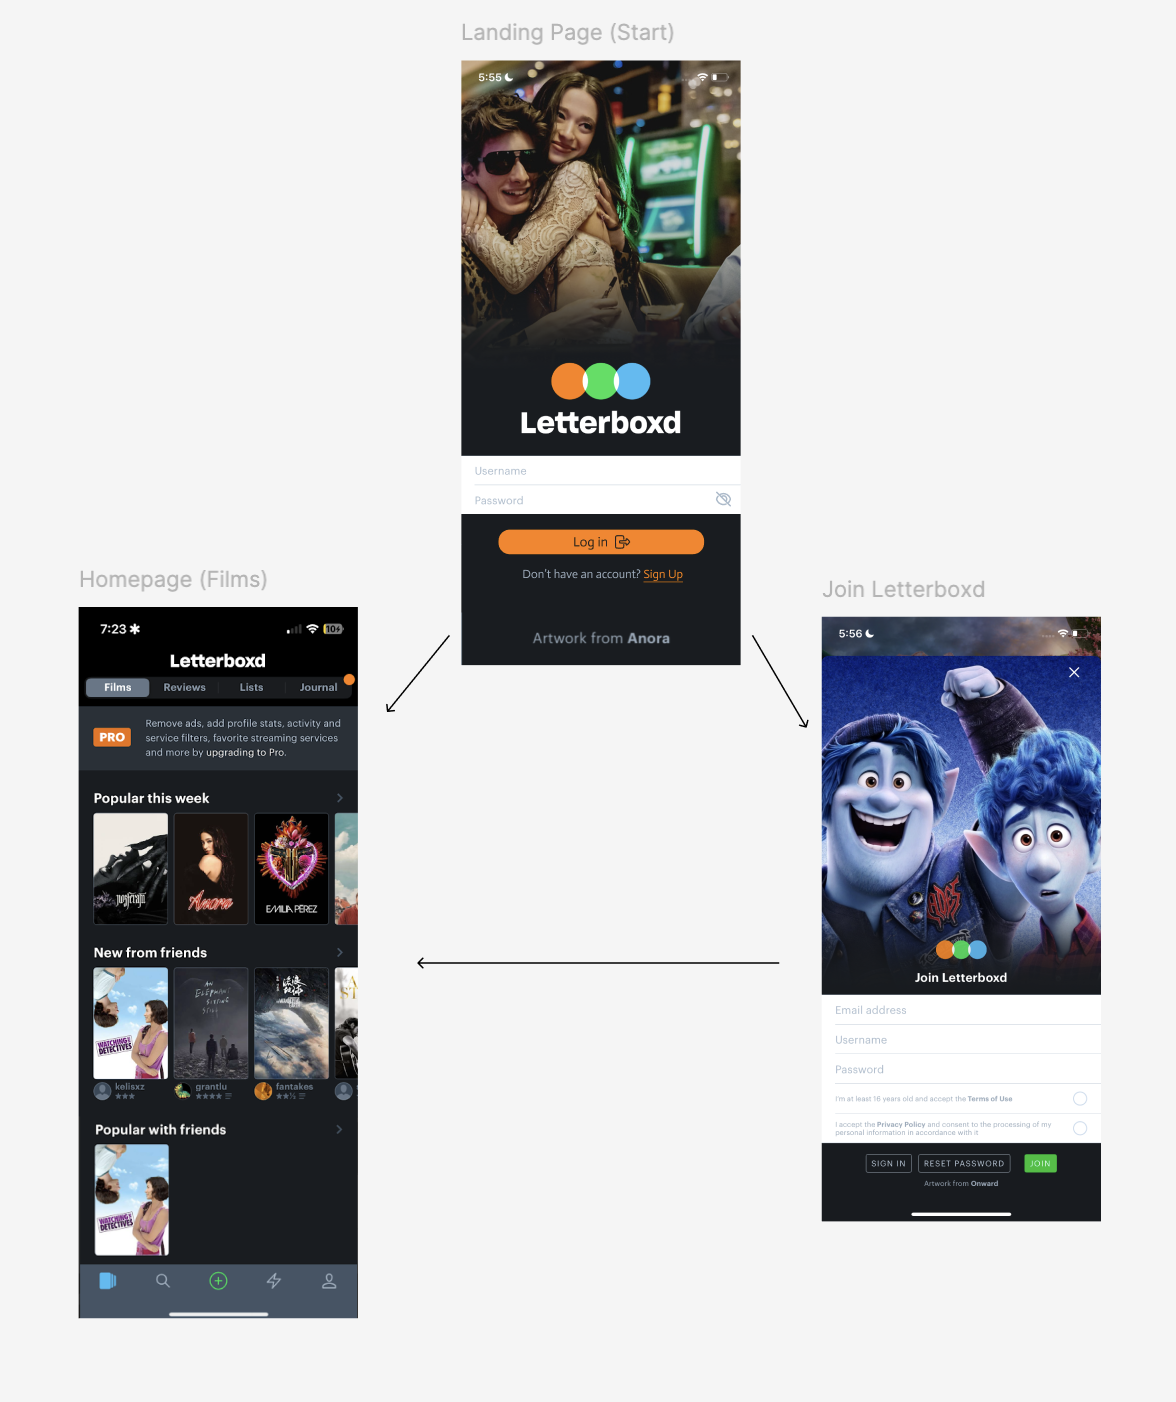 Landing Page (Start)
5:55
Letterboxd
Username
Password
Log in
Don't have an account? Sign Up
Artwork from Anora
Homepage (Films)
7:23
10
Letterboxd
Films
Reviews
Lists
Journal
PRO
Remove ads, add profile stats, activity and
service filters, favorite streaming services
and more by upgrading to Pro.
Popular this week
nosferatu
Anora
EMILIA PÉREZ
New from friends
WATCHING THE
DETECTIVES
AN
ELEPHANT
SITTING
STILL
kelisxz
★★★
grantlu
★★★★
fantakes
★★½
Popular with friends
WATCHING THE
DETECTIVES
Join Letterboxd
5:56
Join Letterboxd
Email address
Username
Password
I'm at least 16 years old and accept the Terms of Use
I accept the Privacy Policy and consent to the processing of my
personal information in accordance with it
SIGN IN
RESET PASSWORD
JOIN
Artwork from Onward